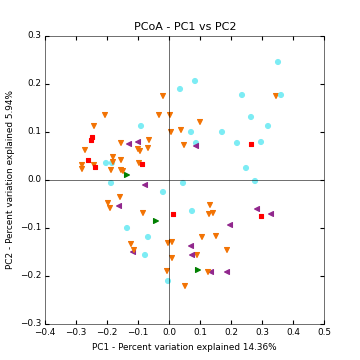 PCoA - PC1 vs PC2
0.3
0.2
0.1
0.0
−0.1
−0.2
−0.3
PC2 - Percent variation explained 5.94%
−0.4 −0.3 −0.2 −0.1 0.0 0.1 0.2 0.3 0.4 0.5
PC1 - Percent variation explained 14.36%